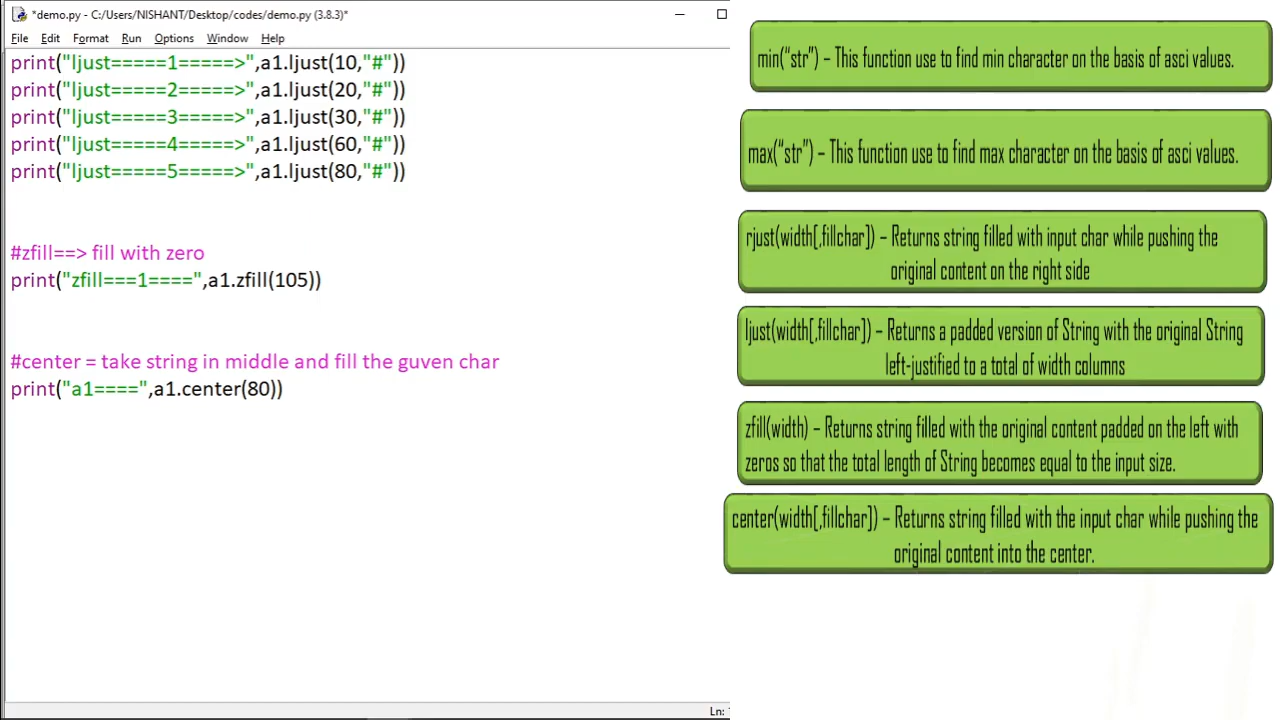 *demo.py - C:/Users/NISHANT/Desktop/codes/demo.py (3.8.3)*
File Edit Format Run Options Window Help
print("ljust=====1=====>",a1.ljust(10,"#"))
print("ljust=====2=====>",a1.ljust(20,"#"))
print("ljust=====3=====>",a1.ljust(30,"#"))
print("ljust=====4=====>",a1.ljust(60,"#"))
print("ljust=====5=====>",a1.ljust(80,"#"))
#zfill==> fill with zero
print("zfill===1====",a1.zfill(105))
#center = take string in middle and fill the guven char
print("a1====",a1.center(80))
Ln:
min(“str”) – This function use to find min character on the basis of asci values.
max(“str”) – This function use to find max character on the basis of asci values.
rjust(width[,fillchar]) – Returns string filled with input char while pushing the
original content on the right side
ljust(width[,fillchar]) – Returns a padded version of String with the original String
left-justified to a total of width columns
zfill(width) – Returns string filled with the original content padded on the left with
zeros so that the total length of String becomes equal to the input size.
center(width[,fillchar]) – Returns string filled with the input char while pushing the
original content into the center.